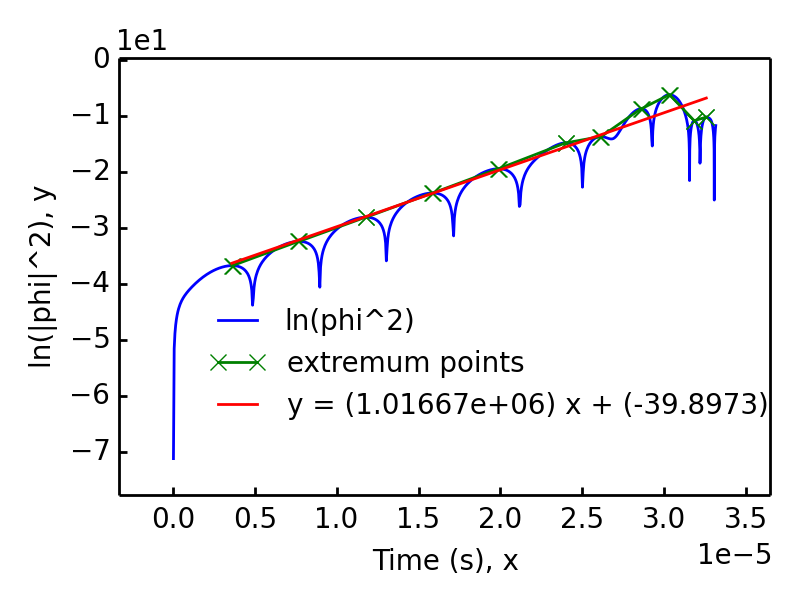 1e1
0
−1
−2
−3
−4
−5
−6
−7
ln(|phi|^2), y
ln(phi^2)
extremum points
y = (1.01667e+06) x + (-39.8973)
0.0 0.5 1.0 1.5 2.0 2.5 3.0 3.5
1e−5
Time (s), x